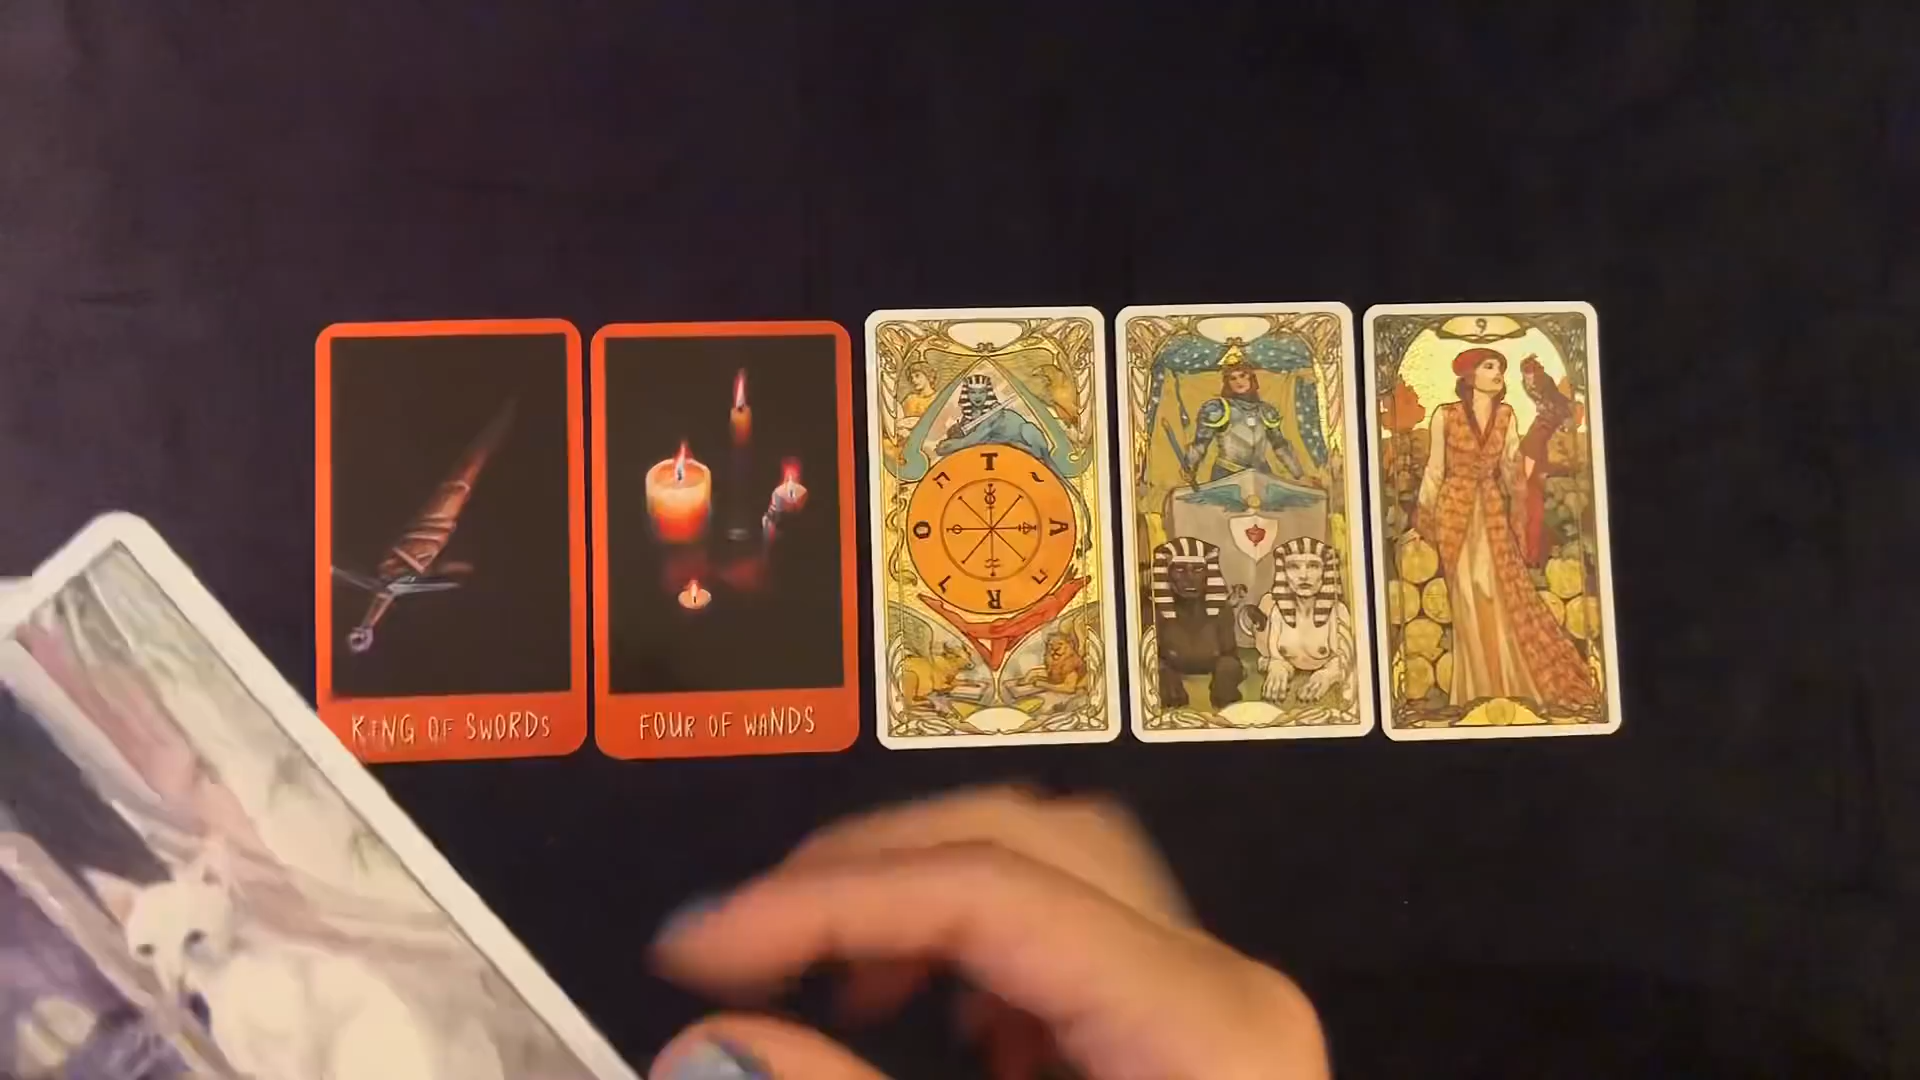 KING OF SWORDS
FOUR OF WANDS
T
A
R
O
ה
י
ה
ו
9